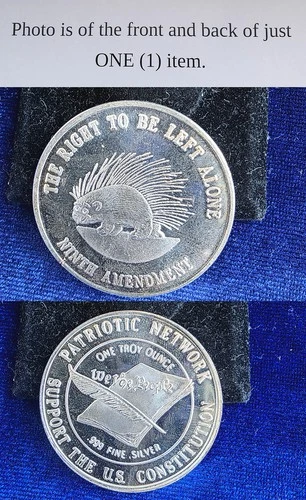 Photo is of the front and back of just
ONE (1) item.
THE RIGHT TO BE LEFT ALONE
NINTH AMENDMENT
PATRIOTIC NETWORK
ONE TROY OUNCE
We the People
.999 FINE SILVER
SUPPORT THE U.S. CONSTITUTION